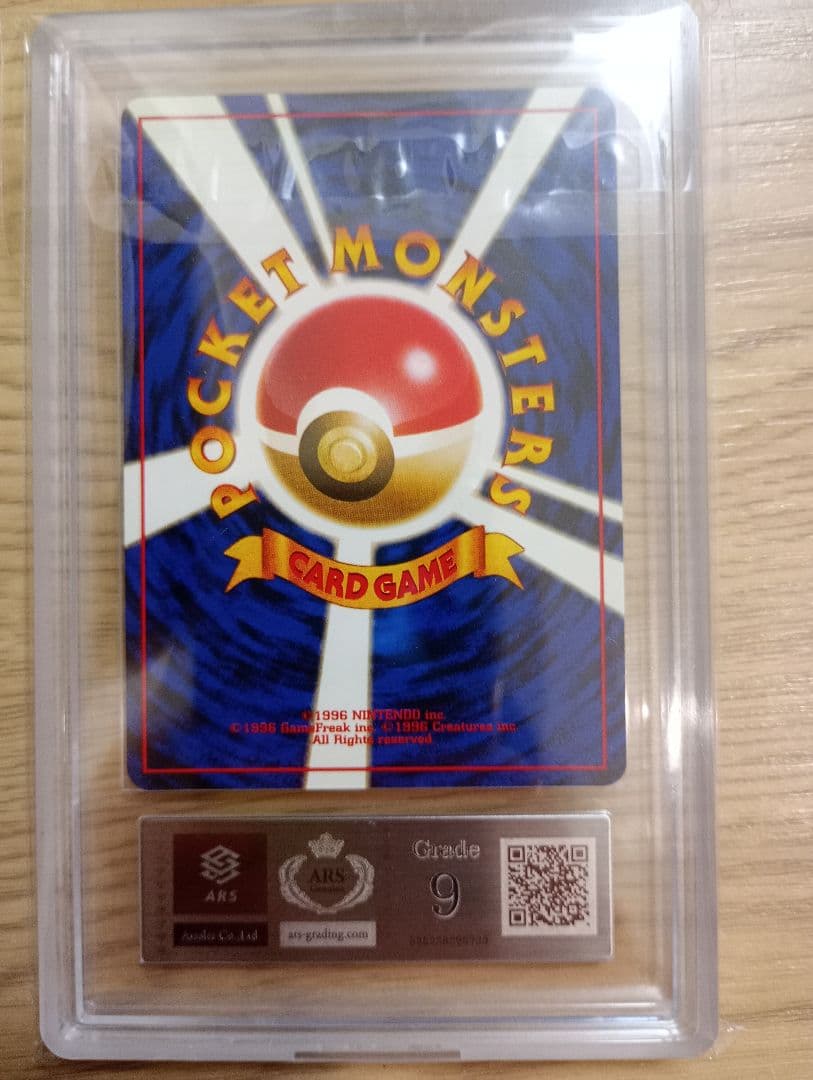 POCKET MONSTERS
CARD GAME
©1996 NINTENDO inc.
©1996 GameFreak inc. ©1996 Creatures inc.
All Rights reserved.
ARS
ARS
Grade
9
ars-grading.com